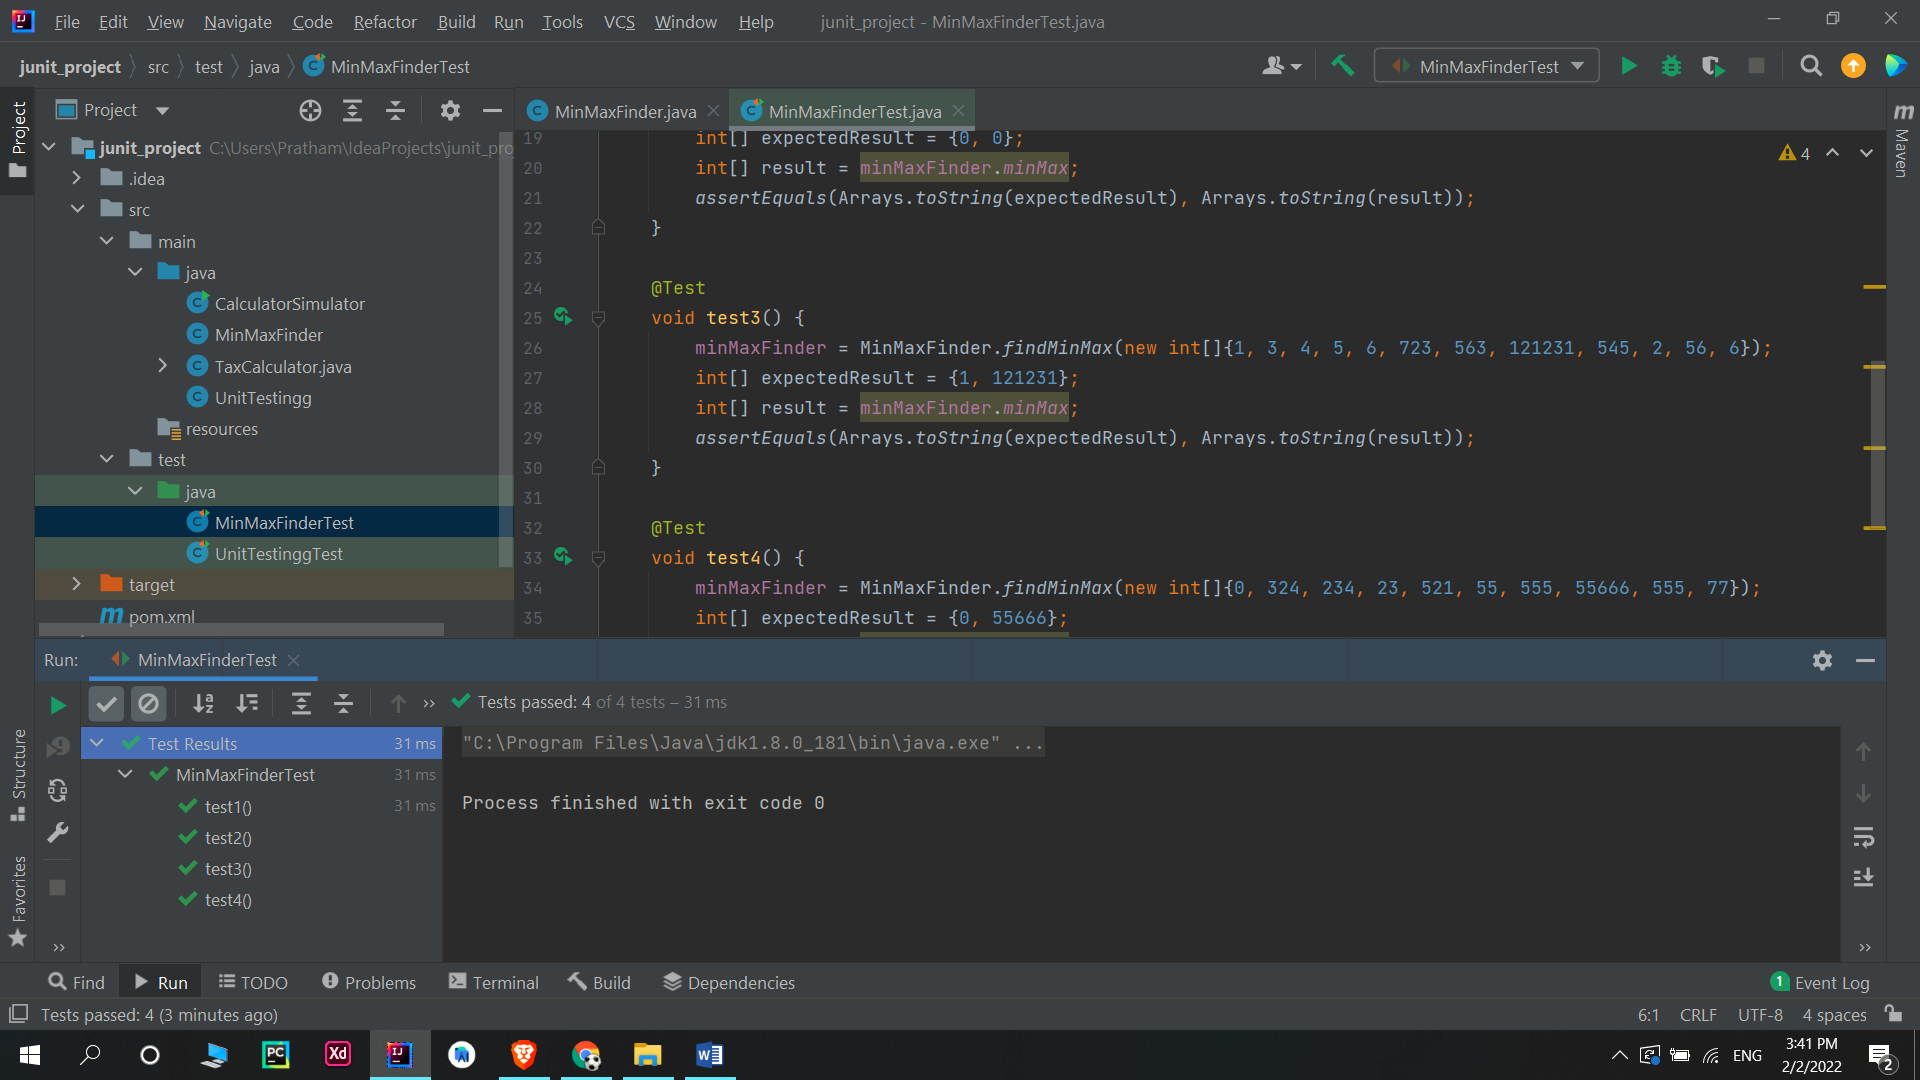 File Edit View Navigate Code Refactor Build Run Tools VCS Window Help junit_project - MinMaxFinderTest.java
junit_project src test java MinMaxFinderTest
MinMaxFinderTest
Project
Project
MinMaxFinder.java
MinMaxFinderTest.java
Maven
junit_project C:\Users\Pratham\IdeaProjects\junit_pro
.idea
src
main
java
CalculatorSimulator
MinMaxFinder
TaxCalculator.java
UnitTestingg
resources
test
java
MinMaxFinderTest
UnitTestinggTest
target
pom.xml
4
19 int[] expectedResult = {0, 0};
20 int[] result = minMaxFinder.minMax;
21 assertEquals(Arrays.toString(expectedResult), Arrays.toString(result));
22 }
23
24 @Test
25 void test3() {
26 minMaxFinder = MinMaxFinder.findMinMax(new int[]{1, 3, 4, 5, 6, 723, 563, 121231, 545, 2, 56, 6});
27 int[] expectedResult = {1, 121231};
28 int[] result = minMaxFinder.minMax;
29 assertEquals(Arrays.toString(expectedResult), Arrays.toString(result));
30 }
31
32 @Test
33 void test4() {
34 minMaxFinder = MinMaxFinder.findMinMax(new int[]{0, 324, 234, 23, 521, 55, 555, 55666, 555, 77});
35 int[] expectedResult = {0, 55666};
Run: MinMaxFinderTest
Tests passed: 4 of 4 tests – 31 ms
Structure
Favorites
Test Results 31 ms
MinMaxFinderTest 31 ms
test1() 31 ms
test2()
test3()
test4()
"C:\Program Files\Java\jdk1.8.0_181\bin\java.exe" ...
Process finished with exit code 0
Find Run TODO Problems Terminal Build Dependencies 1 Event Log
Tests passed: 4 (3 minutes ago) 6:1 CRLF UTF-8 4 spaces
PC Xd IJ W ENG
3:41 PM
2/2/2022
2